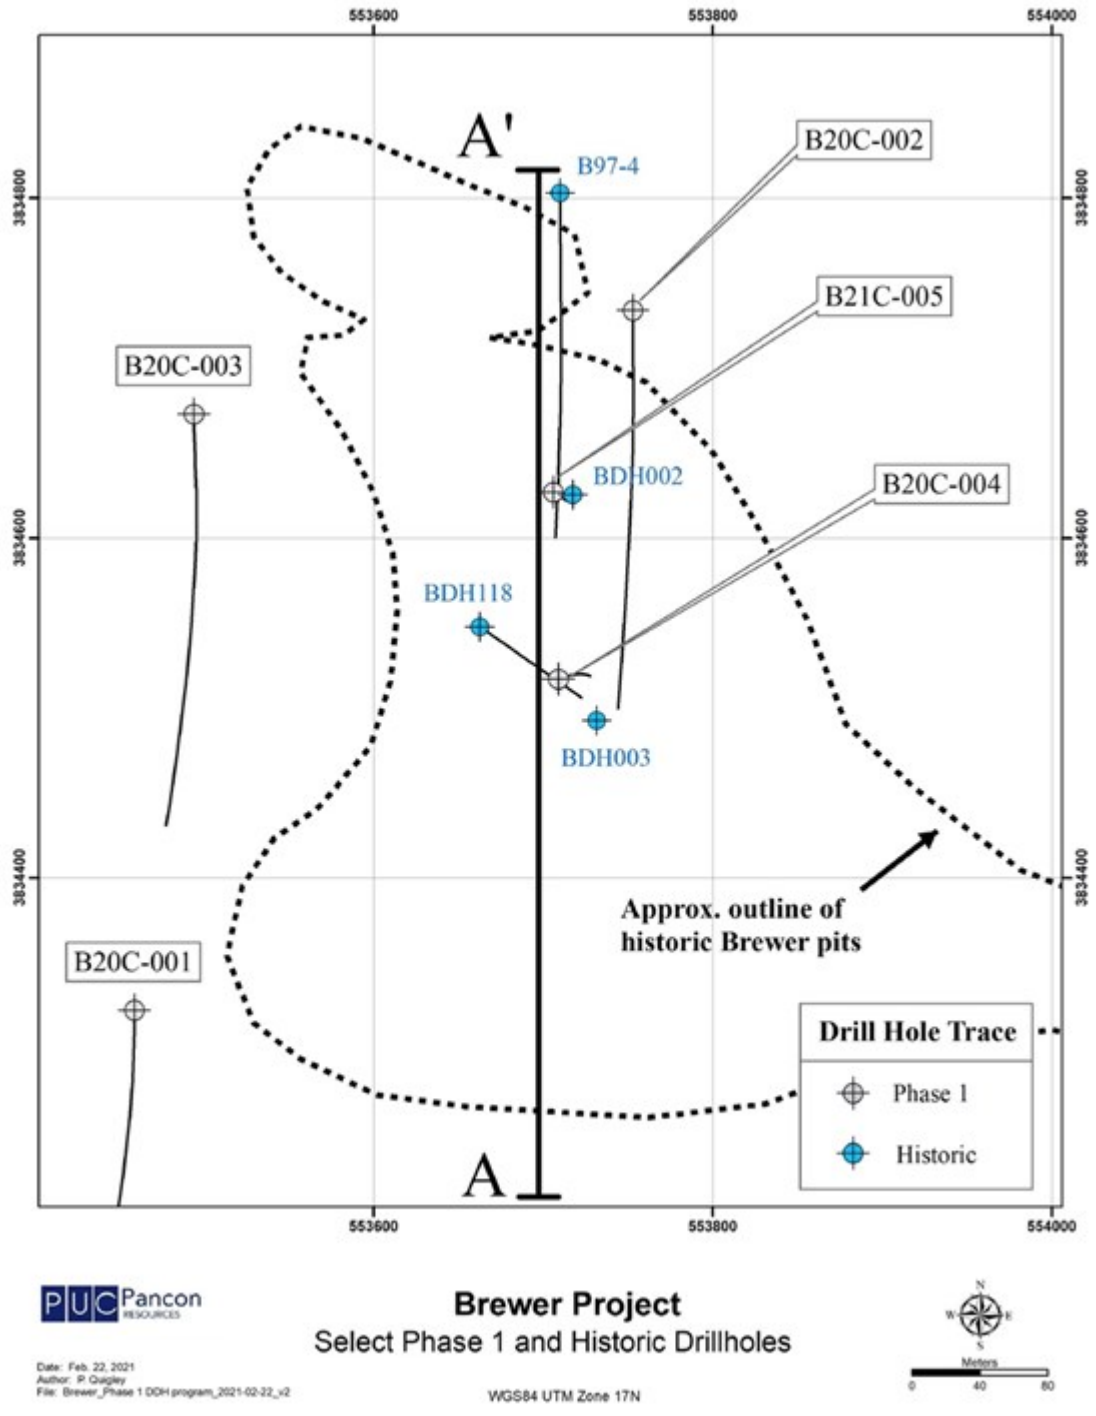 553600
553800
554000
A'
B97-4
B20C-002
3834800
3834800
B21C-005
B20C-003
BDH002
B20C-004
3834600
3834600
BDH118
BDH003
3834400
3834400
Approx. outline of
historic Brewer pits
B20C-001
Drill Hole Trace
Phase 1
Historic
A
553600
553800
554000
PUC Pancon
RESOURCES
Brewer Project
Select Phase 1 and Historic Drillholes
N
W
E
S
Date: Feb. 22, 2021
Author: P. Quigley
File: Brewer_Phase 1 DDH program_2021-02-22_v2
WGS84 UTM Zone 17N
Meters
0 40 80